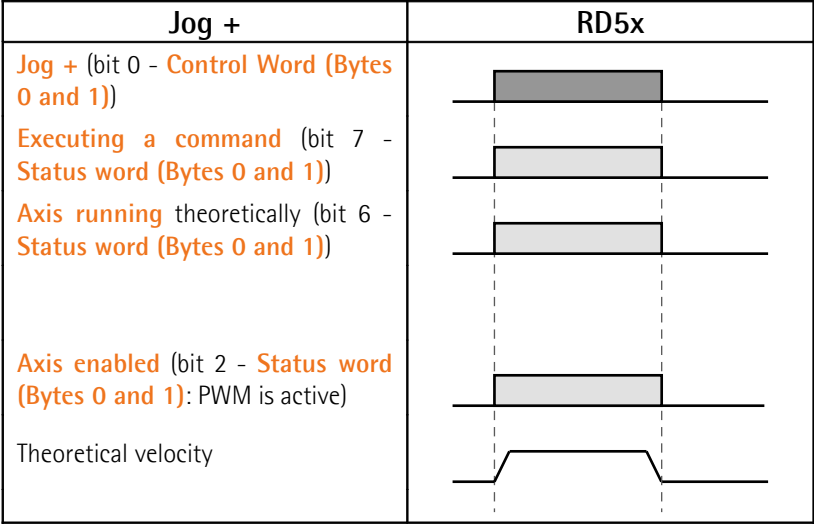 Jog +
RD5x
Jog + (bit 0 - Control Word (Bytes
0 and 1))
Executing a command (bit 7 -
Status word (Bytes 0 and 1))
Axis running theoretically (bit 6 -
Status word (Bytes 0 and 1))
Axis enabled (bit 2 - Status word
(Bytes 0 and 1): PWM is active)
Theoretical velocity